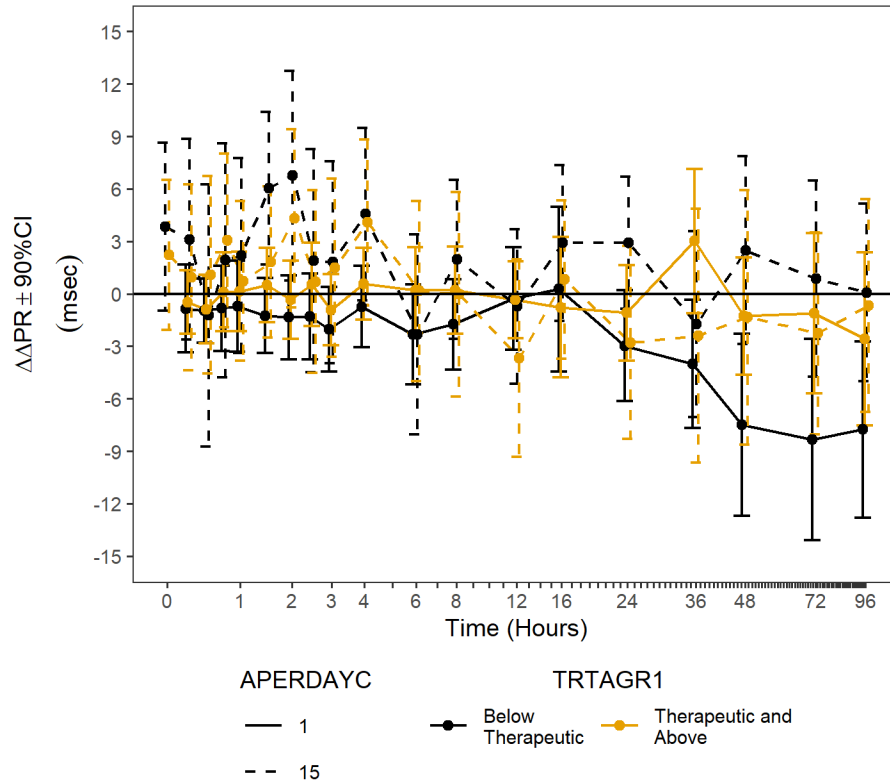 ΔΔPR ± 90%CI
(msec)
15
12
9
6
3
0
-3
-6
-9
-12
-15
0 1 2 4 6 8 12 16 24 36 48 72 96
Time (Hours)
APERDAYC
1
15
TRTAGR1
Below
Therapeutic
Therapeutic and
Above